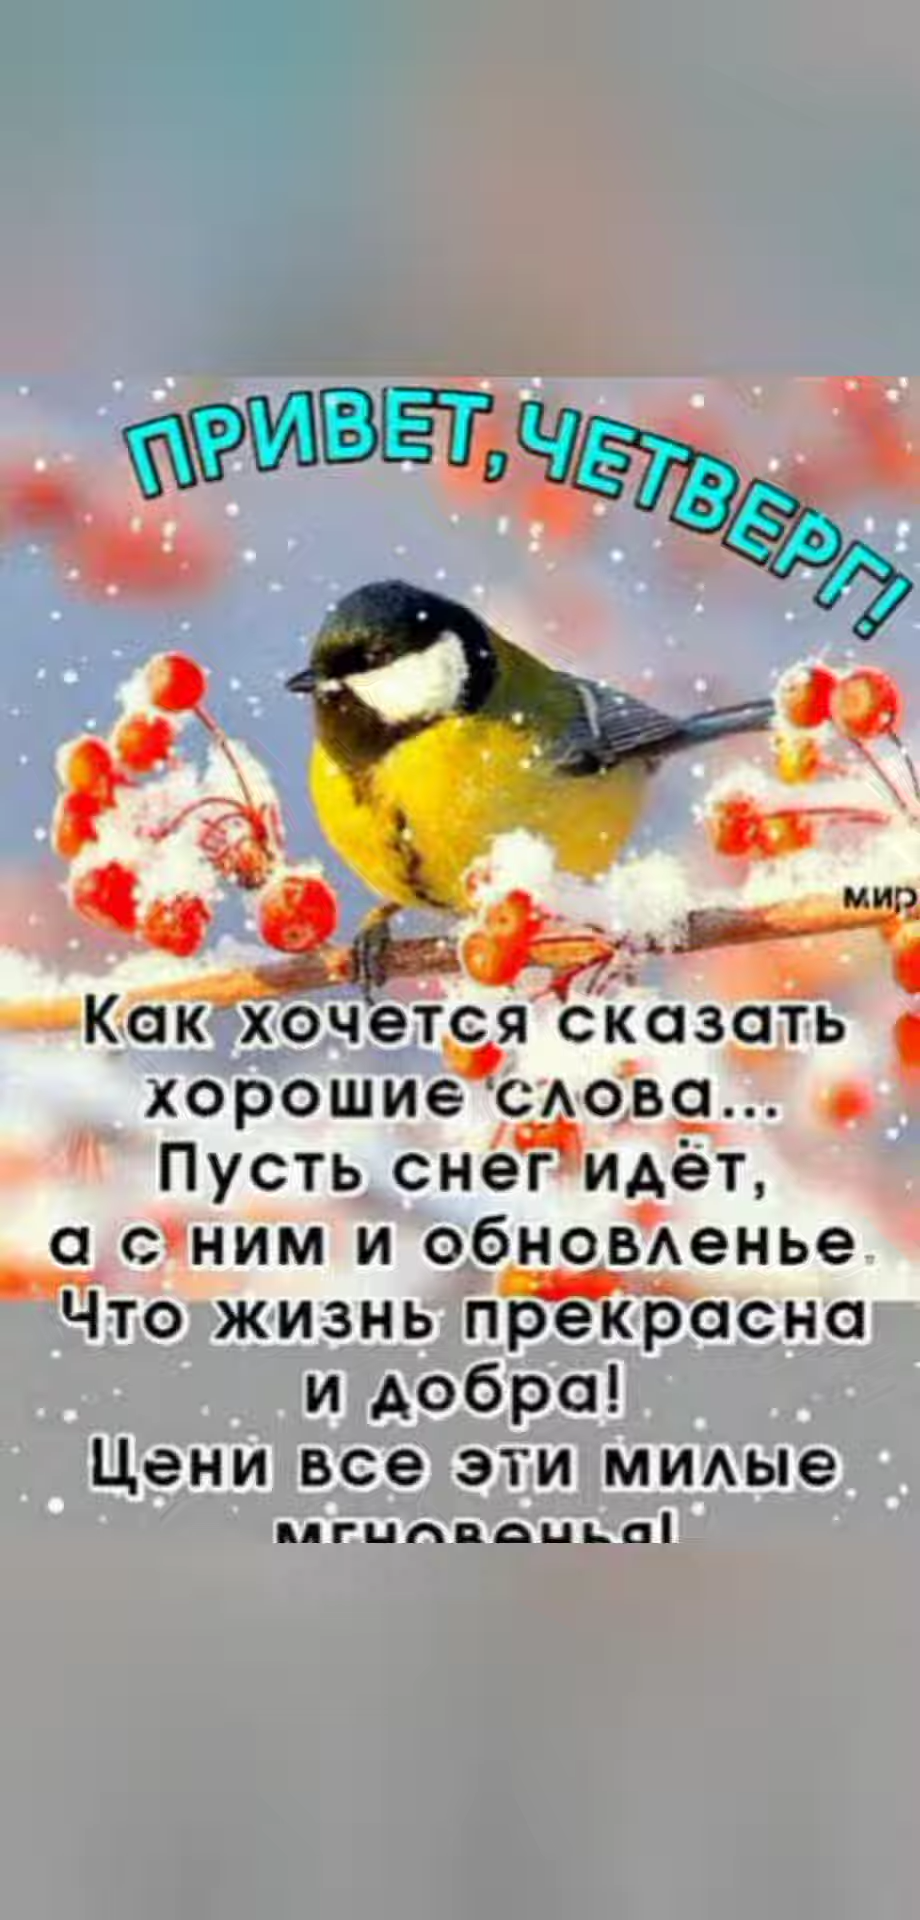 ПРИВЕТ, ЧЕТВЕРГ!
мир
Как хочется сказать
хорошие слова...
Пусть снег идёт,
а с ним и обновленье.
Что жизнь прекрасна
и добра!
Цени все эти милые
мгновенья!